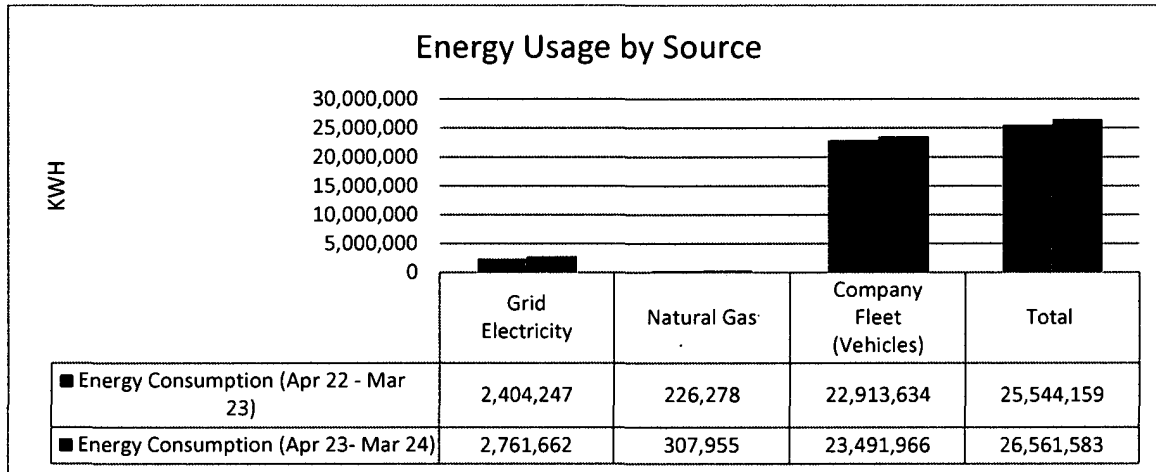 Energy Usage by Source
KWH
30,000,000
25,000,000
20,000,000
15,000,000
10,000,000
5,000,000
0
Grid
Electricity
Natural Gas
Company
Fleet
(Vehicles)
Total
Energy Consumption (Apr 22 - Mar
23)
2,404,247 226,278 22,913,634 25,544,159
Energy Consumption (Apr 23- Mar 24) 2,761,662 307,955 23,491,966 26,561,583